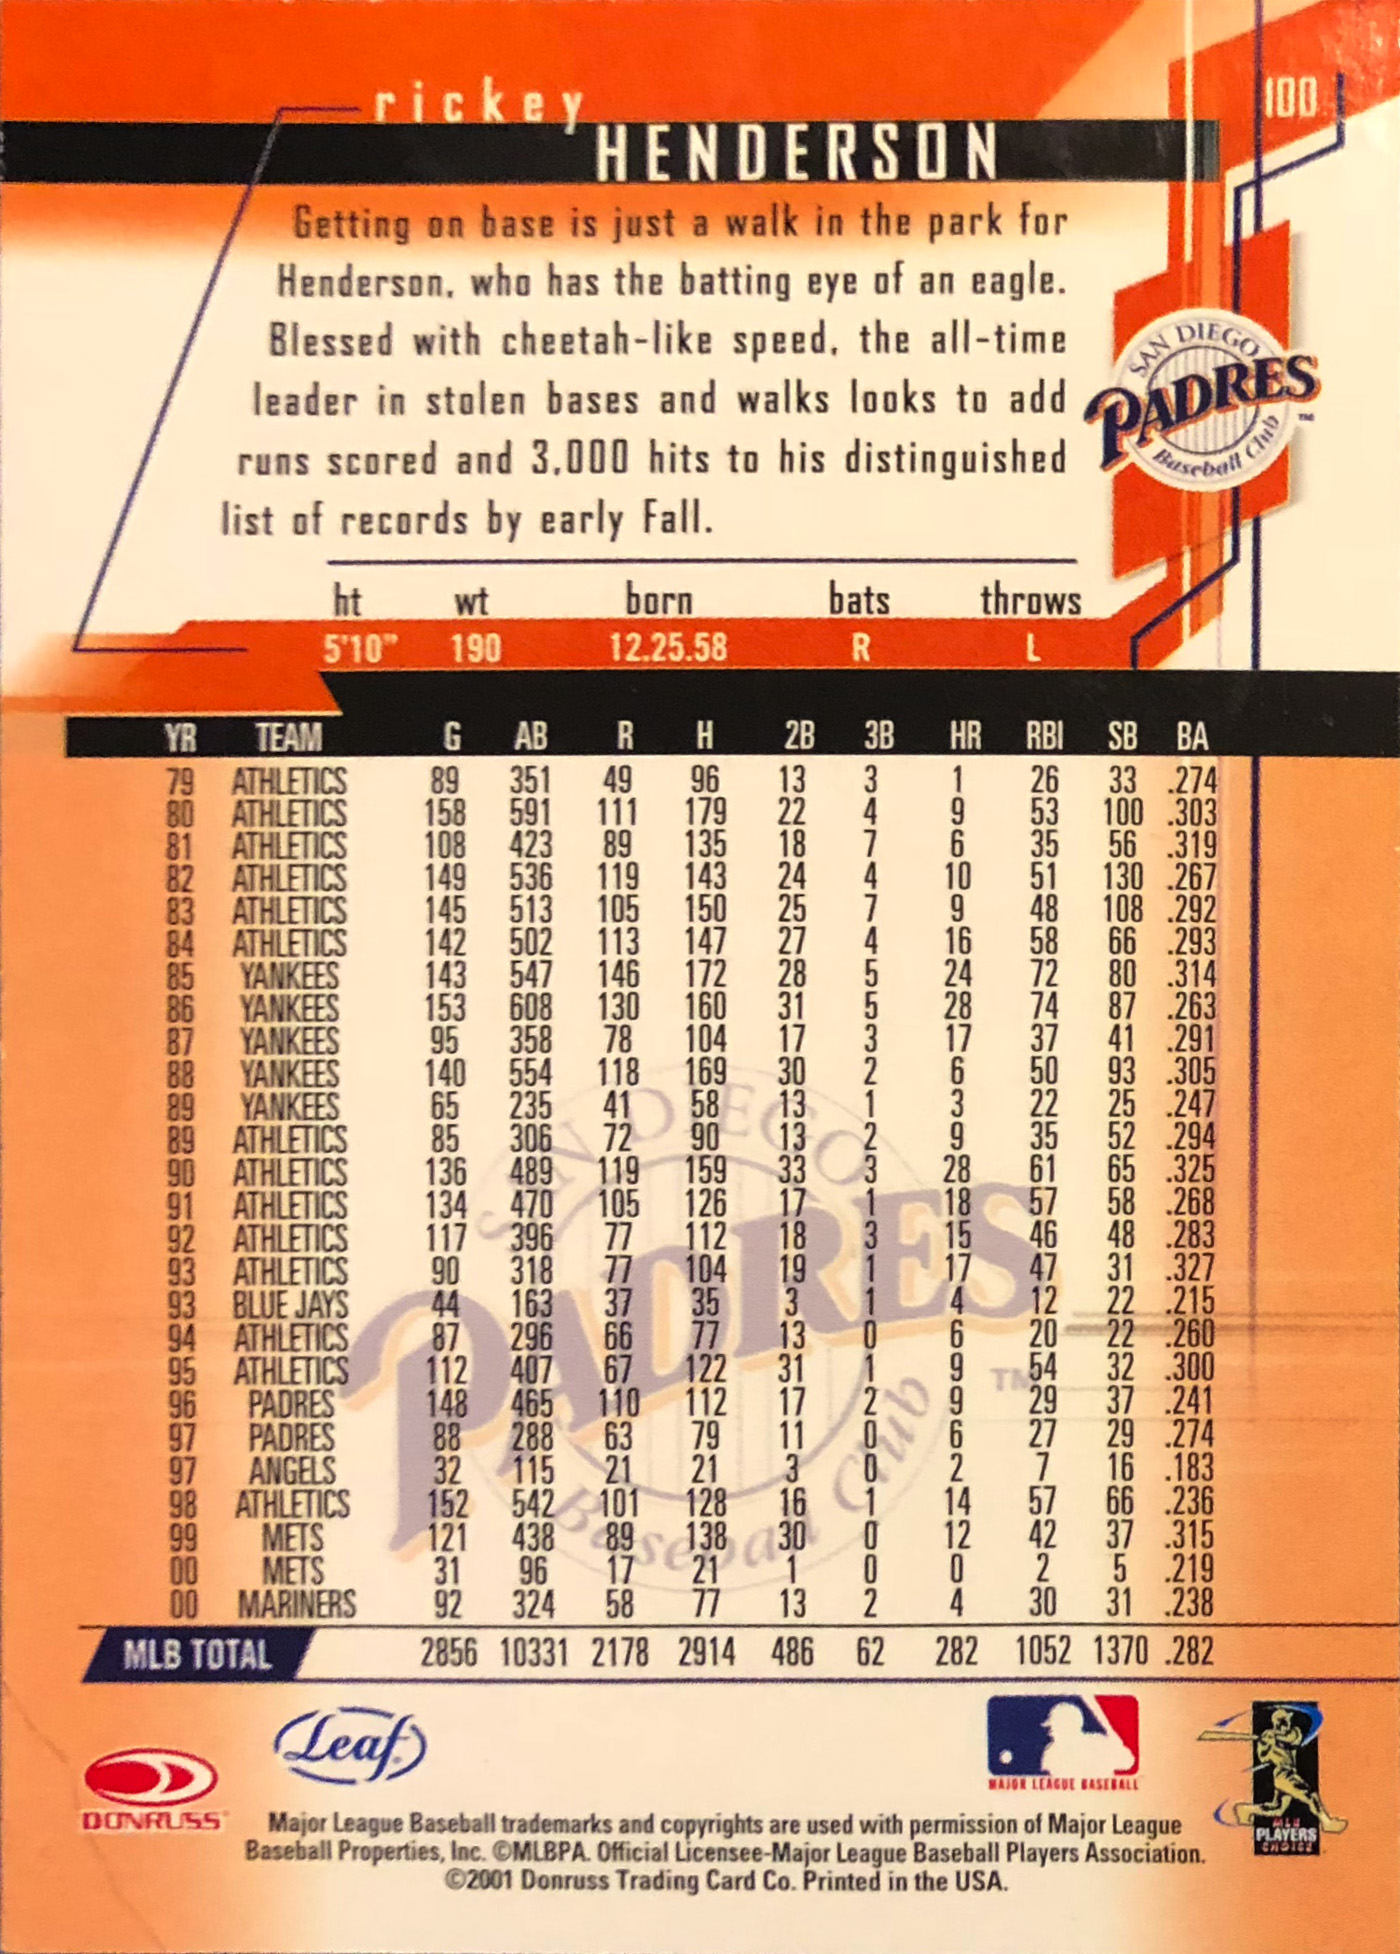 100
rickey
HENDERSON
Getting on base is just a walk in the park for
Henderson, who has the batting eye of an eagle.
Blessed with cheetah-like speed, the all-time
leader in stolen bases and walks looks to add
runs scored and 3,000 hits to his distinguished
list of records by early Fall.
SAN DIEGO
PADRES
Baseball Club
TM
ht wt born bats throws
5'10" 190 12.25.58 R L
YR TEAM G AB R H 2B 3B HR RBI SB BA
79 ATHLETICS 89 351 49 96 13 3 1 26 33 .274
80 ATHLETICS 158 591 111 179 22 4 9 53 100 .303
81 ATHLETICS 108 423 89 135 18 7 6 35 56 .319
82 ATHLETICS 149 536 119 143 24 4 10 51 130 .267
83 ATHLETICS 145 513 105 150 25 7 9 48 108 .292
84 ATHLETICS 142 502 113 147 27 4 16 58 66 .293
85 YANKEES 143 547 146 172 28 5 24 72 80 .314
86 YANKEES 153 608 130 160 31 5 28 74 87 .263
87 YANKEES 95 358 78 104 17 3 17 37 41 .291
88 YANKEES 140 554 118 169 30 2 6 50 93 .305
89 YANKEES 65 235 41 58 13 1 3 22 25 .247
89 ATHLETICS 85 306 72 90 13 2 9 35 52 .294
90 ATHLETICS 136 489 119 159 33 3 28 61 65 .325
91 ATHLETICS 134 470 105 126 17 1 18 57 58 .268
92 ATHLETICS 117 396 77 112 18 3 15 46 48 .283
93 ATHLETICS 90 318 77 104 19 1 17 47 31 .327
93 BLUE JAYS 44 163 37 35 3 1 4 12 22 .215
94 ATHLETICS 87 296 66 77 13 0 6 20 22 .260
95 ATHLETICS 112 407 67 122 31 1 9 54 32 .300
96 PADRES 148 465 110 112 17 2 9 29 37 .241
97 PADRES 88 288 63 79 11 0 6 27 29 .274
97 ANGELS 32 115 21 21 3 0 2 7 16 .183
98 ATHLETICS 152 542 101 128 16 1 14 57 66 .236
99 METS 121 438 89 138 30 0 12 42 37 .315
00 METS 31 96 17 21 1 0 0 2 5 .219
00 MARINERS 92 324 58 77 13 2 4 30 31 .238
MLB TOTAL 2856 10331 2178 2914 486 62 282 1052 1370 .282
SAN DIEGO
PADRES
Baseball Club
TM
Leaf
DONRUSS
MAJOR LEAGUE BASEBALL
MLB
PLAYERS
CHOICE
Major League Baseball trademarks and copyrights are used with permission of Major League
Baseball Properties, Inc. ©MLBPA. Official Licensee-Major League Baseball Players Association.
©2001 Donruss Trading Card Co. Printed in the USA.